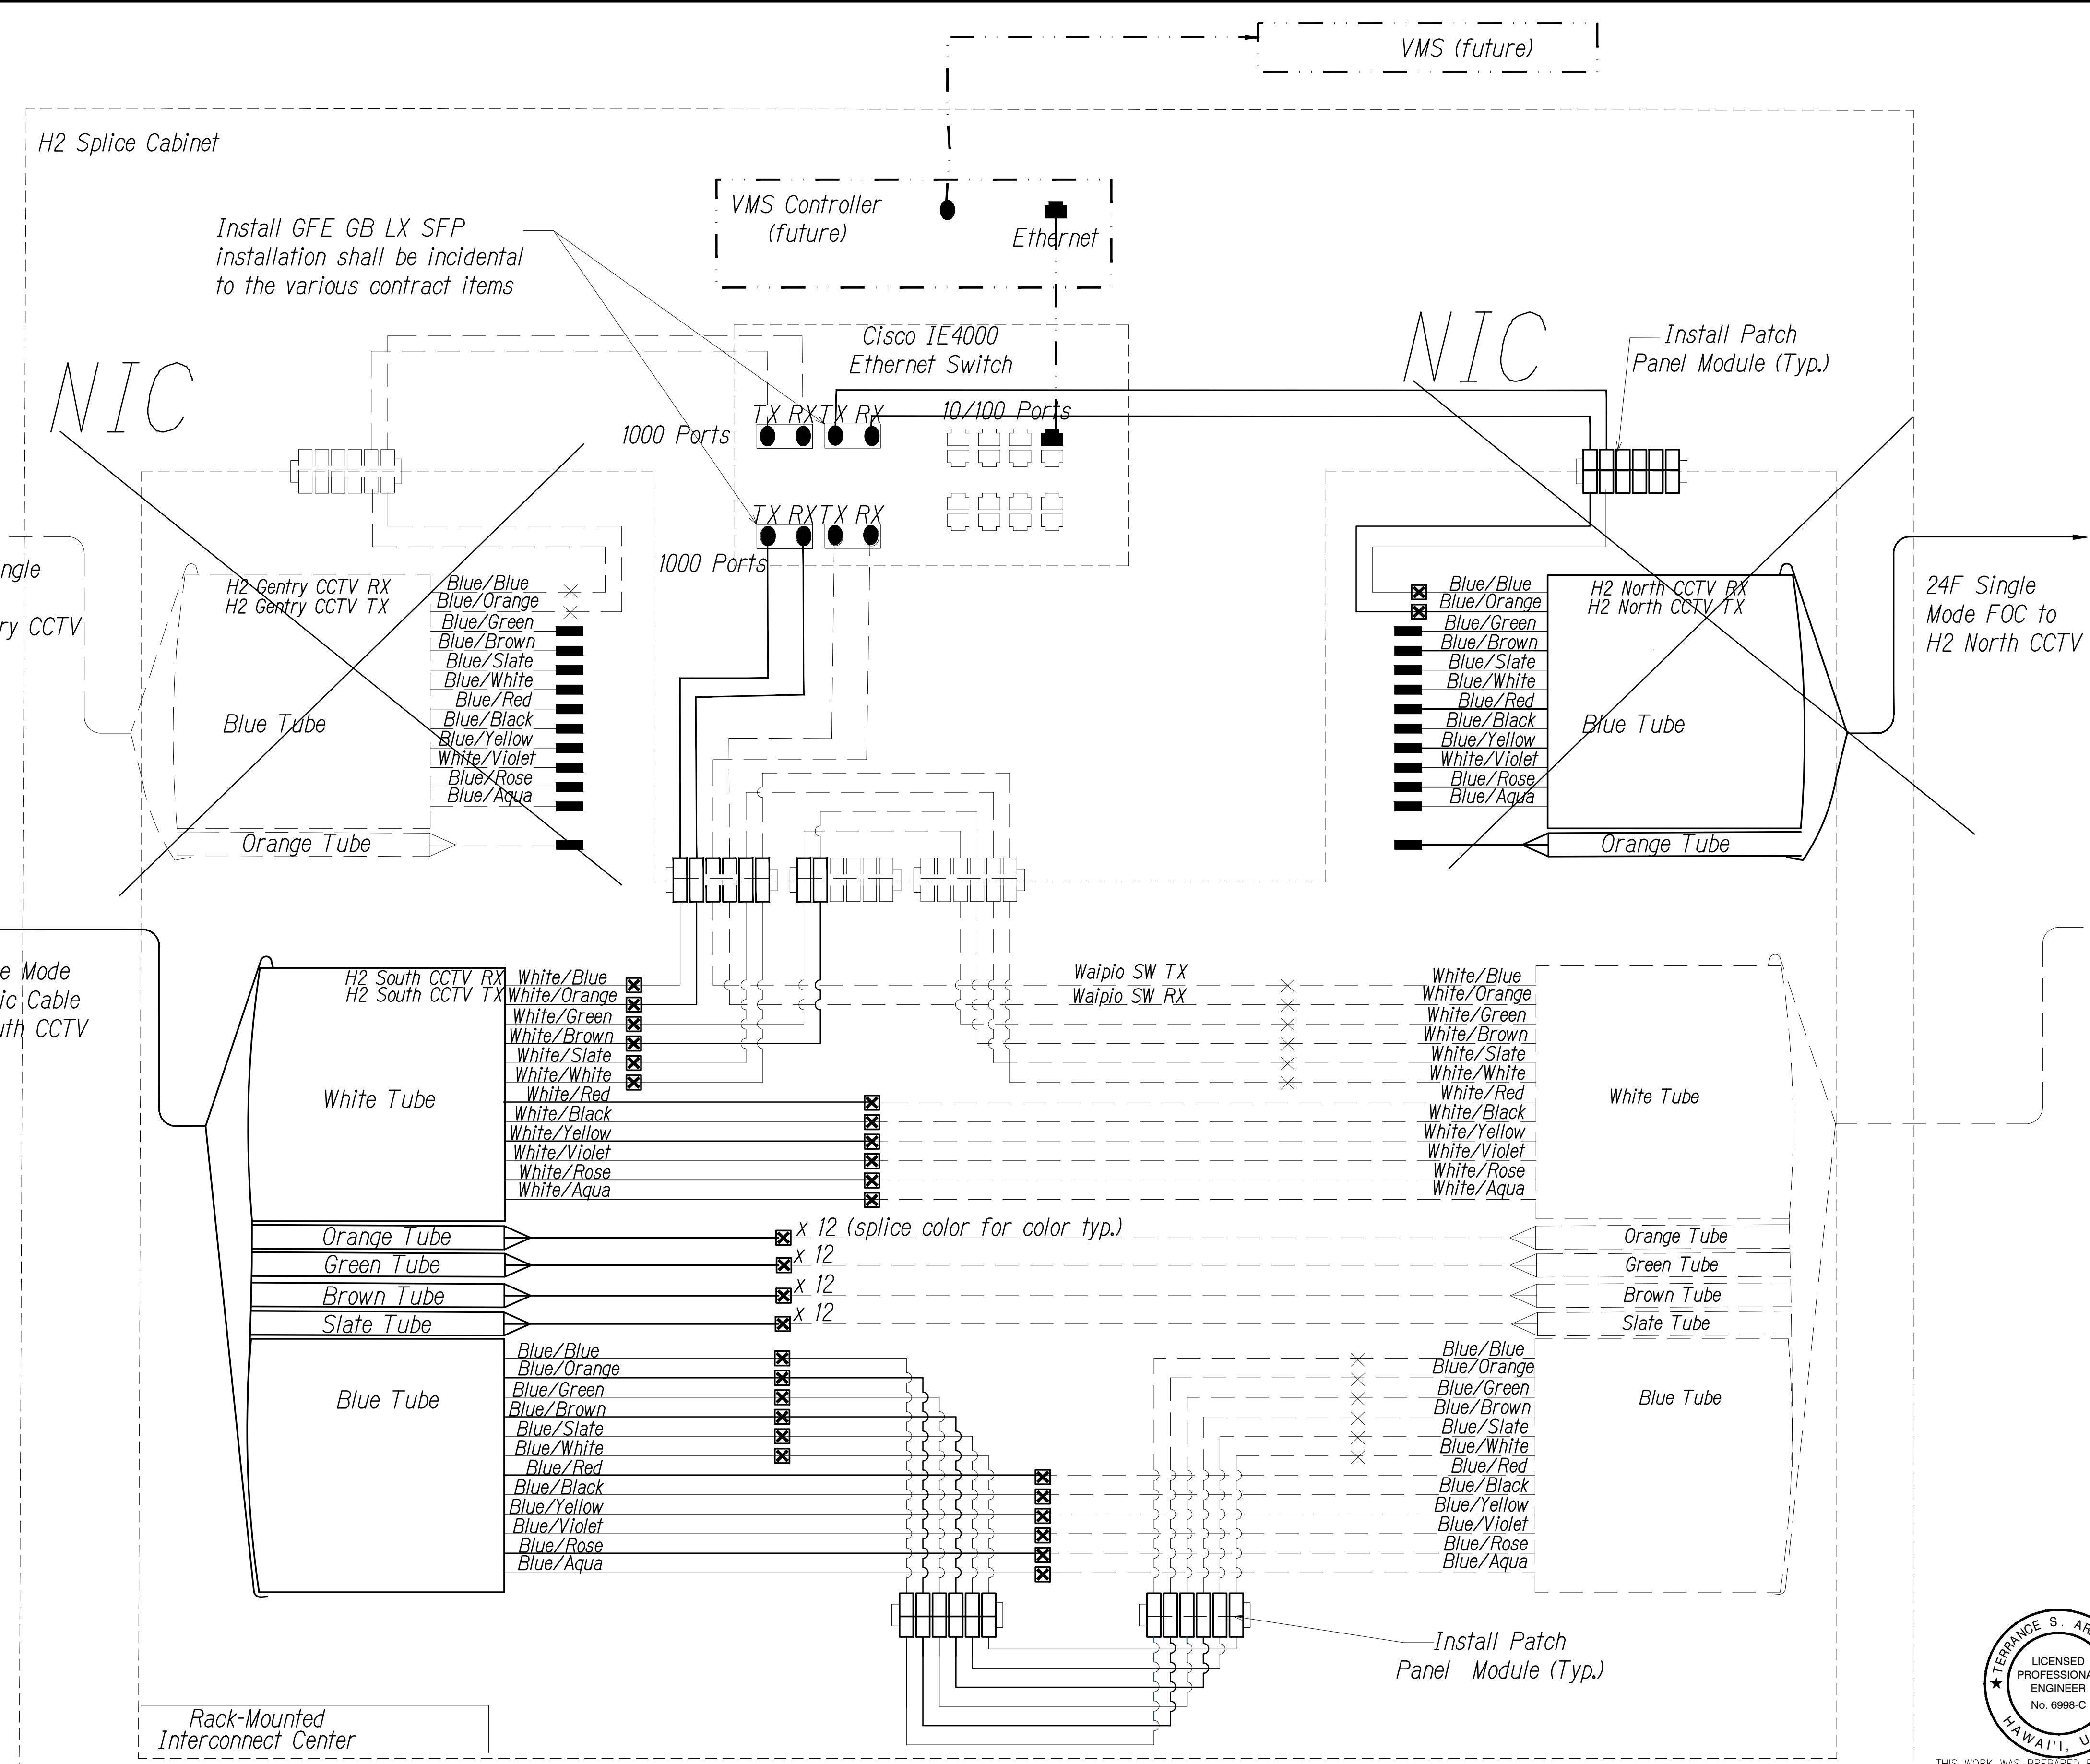 VMS (future)
H2 Splice Cabinet
VMS Controller
(future)
Ethernet
Install GFE GB LX SFP
installation shall be incidental
to the various contract items
NIC
Cisco IE4000
Ethernet Switch
NIC
Install Patch
Panel Module (Typ.)
TX RX TX RX
10/100 Ports
1000 Ports
TX RX TX RX
1000 Ports
H2 Gentry CCTV RX
H2 Gentry CCTV TX
Blue/Blue
Blue/Orange
Blue/Green
Blue/Brown
Blue/Slate
Blue/White
Blue/Red
Blue/Black
Blue/Yellow
White/Violet
Blue/Rose
Blue/Aqua
Blue Tube
Orange Tube
CCTV
Blue/Blue
Blue/Orange
Blue/Green
Blue/Brown
Blue/Slate
Blue/White
Blue/Red
Blue/Black
Blue/Yellow
White/Violet
Blue/Rose
Blue/Aqua
H2 North CCTV RX
H2 North CCTV TX
Blue Tube
Orange Tube
24F Single
Mode FOC to
H2 North CCTV
Mode
Cable
CCTV
H2 South CCTV RX
H2 South CCTV TX
White/Blue
White/Orange
White/Green
White/Brown
White/Slate
White/White
White/Red
White/Black
White/Yellow
White/Violet
White/Rose
White/Aqua
White Tube
Waipio SW TX
Waipio SW RX
White/Blue
White/Orange
White/Green
White/Brown
White/Slate
White/White
White/Red
White/Black
White/Yellow
White/Violet
White/Rose
White/Aqua
White Tube
Orange Tube
Green Tube
Brown Tube
Slate Tube
x 12 (splice color for color typ.)
x 12
x 12
x 12
Orange Tube
Green Tube
Brown Tube
Slate Tube
Blue/Blue
Blue/Orange
Blue/Green
Blue/Brown
Blue/Slate
Blue/White
Blue/Red
Blue/Black
Blue/Yellow
Blue/Violet
Blue/Rose
Blue/Aqua
Blue Tube
Blue/Blue
Blue/Orange
Blue/Green
Blue/Brown
Blue/Slate
Blue/White
Blue/Red
Blue/Black
Blue/Yellow
Blue/Violet
Blue/Rose
Blue/Aqua
Blue Tube
Install Patch
Panel Module (Typ.)
Rack-Mounted
Interconnect Center
TERRANCE S.
LICENSED
PROFESSIONA
ENGINEER
No. 6998-C
HAWAI'I, U
THIS WORK WAS PREPARED